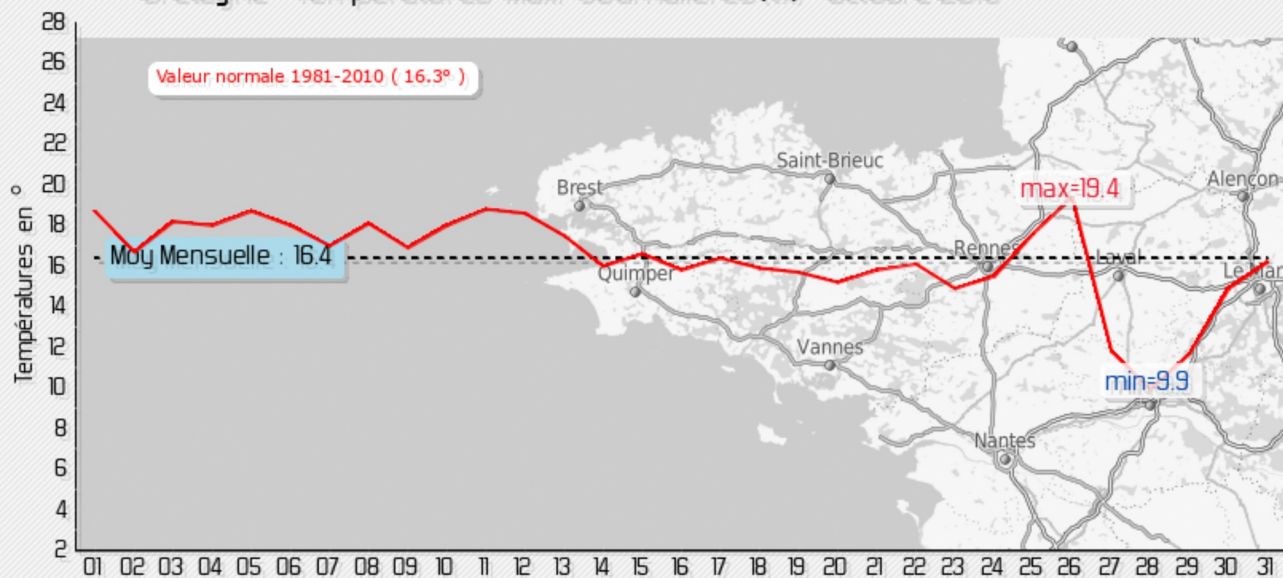 28
26
24
22
20
18
16
14
12
10
8
6
4
2
Températures en °
Valeur normale 1981-2010 ( 16.3° )
Moy Mensuelle : 16.4
max=19.4
min=9.9
Saint-Brieuc
Brest
Alençon
Rennes
Laval
Quimper
Vannes
Nantes
01 02 03 04 05 06 07 08 09 10 11 12 13 14 15 16 17 18 19 20 21 22 23 24 25 26 27 28 29 30 31